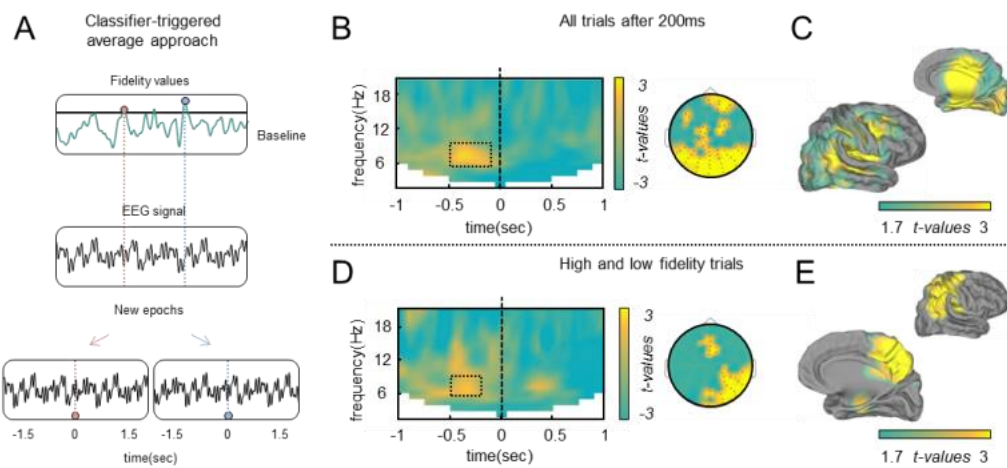 A
Classifier-triggered
average approach
Fidelity values
Baseline
EEG signal
New epochs
-1.5 0 1.5 -1.5 0 1.5
time(sec)
B
All trials after 200ms
frequency(Hz)
18
12
6
-1 -0.5 0 0.5 1
time(sec)
3
t-values
-3
C
1.7 t-values 3
D
High and low fidelity trials
frequency(Hz)
18
12
6
-1 -0.5 0 0.5 1
time(sec)
3
t-values
-3
E
1.7 t-values 3